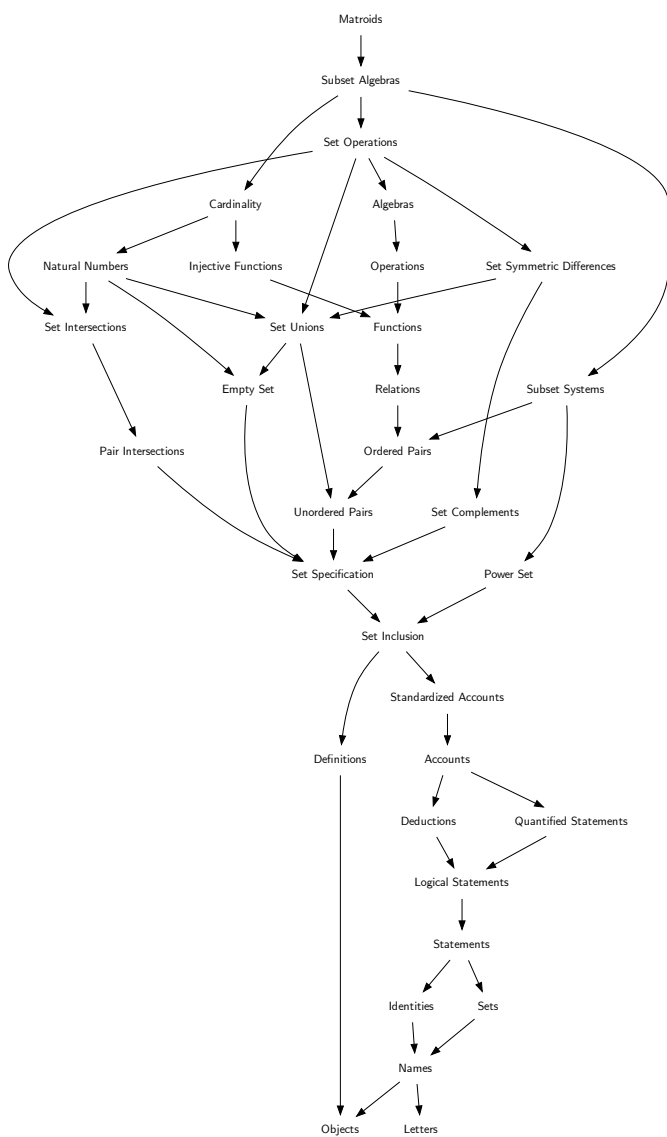 Matroids
Subset Algebras
Set Operations
Cardinality
Algebras
Natural Numbers
Injective Functions
Operations
Set Symmetric Differences
Set Intersections
Set Unions
Functions
Empty Set
Relations
Subset Systems
Pair Intersections
Ordered Pairs
Unordered Pairs
Set Complements
Set Specification
Power Set
Set Inclusion
Standardized Accounts
Definitions
Accounts
Deductions
Quantified Statements
Logical Statements
Statements
Identities
Sets
Names
Objects
Letters